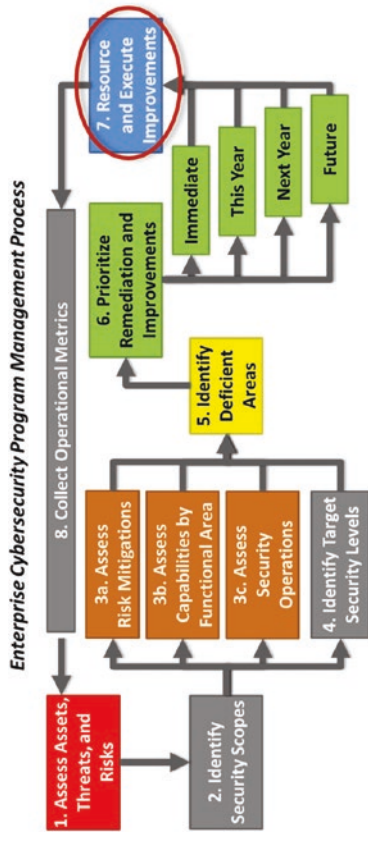 Enterprise Cybersecurity Program Management Process
8. Collect Operational Metrics
1. Assess Assets,
Threats, and
Risks
2. Identify
Security Scopes
3a. Assess
Risk Mitigations
3b. Assess
Capabilities by
Functional Area
3c. Assess
Security
Operations
4. Identify Target
Security Levels
5. Identify
Deficient
Areas
6. Prioritize
Remediation and
Improvements
Immediate
This Year
Next Year
Future
7. Resource
and Execute
Improvements